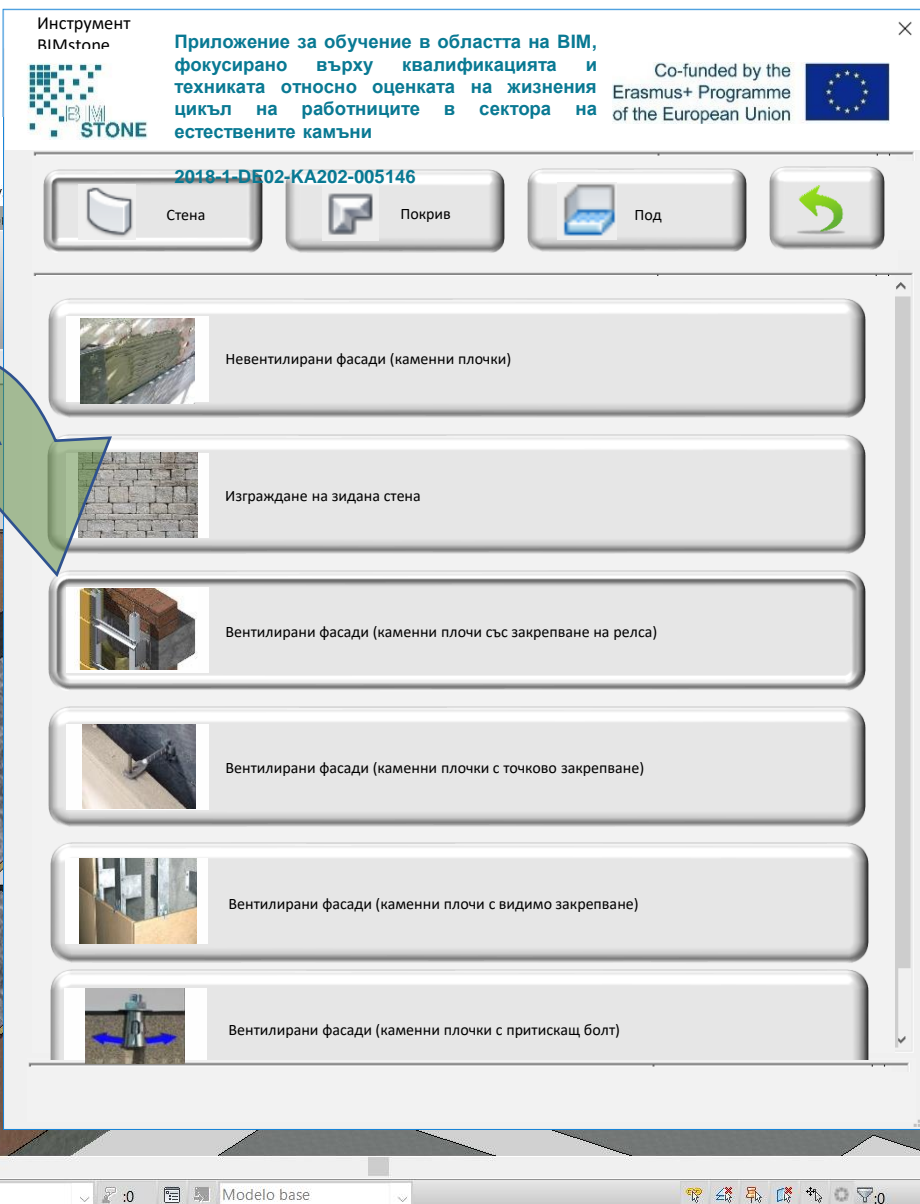 Инструмент
BIMstone
Приложение за обучение в областта на BIM,
фокусирано върху квалификацията и
техниката относно оценката на жизнения
цикъл на работниците в сектора на
естествените камъни
2018-1-DE02-KA202-005146
BIM
STONE
Co-funded by the
Erasmus+ Programme
of the European Union
Стена
Покрив
Под
Невентилирани фасади (каменни плочки)
Изграждане на зидана стена
Вентилирани фасади (каменни плочи със закрепване на релса)
Вентилирани фасади (каменни плочки с точково закрепване)
Вентилирани фасади (каменни плочи с видимо закрепване)
Вентилирани фасади (каменни плочки с притискащ болт)
:0
Modelo base
:0